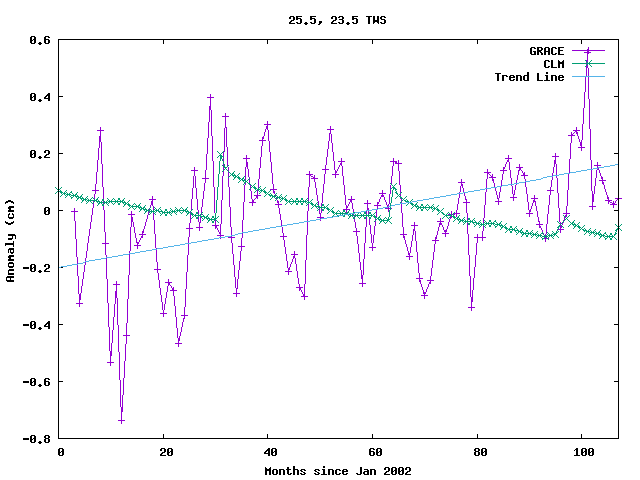 25.5, 23.5 TWS
GRACE
CLM
Trend Line
0.6
0.4
0.2
0
-0.2
-0.4
-0.6
-0.8
Anomaly (cm)
0 20 40 60 80 100
Months since Jan 2002